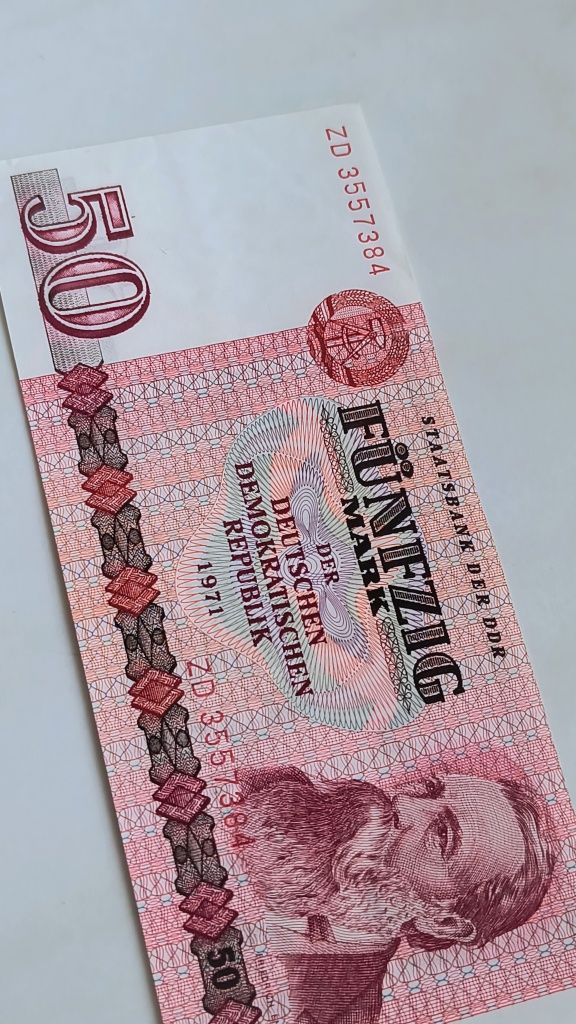 ZD 3557384
50
STAATSBANK DER DDR
FÜNFZIG
MARK
DER
DEUTSCHEN
DEMOKRATISCHEN
REPUBLIK
1971
ZD 3557384
50